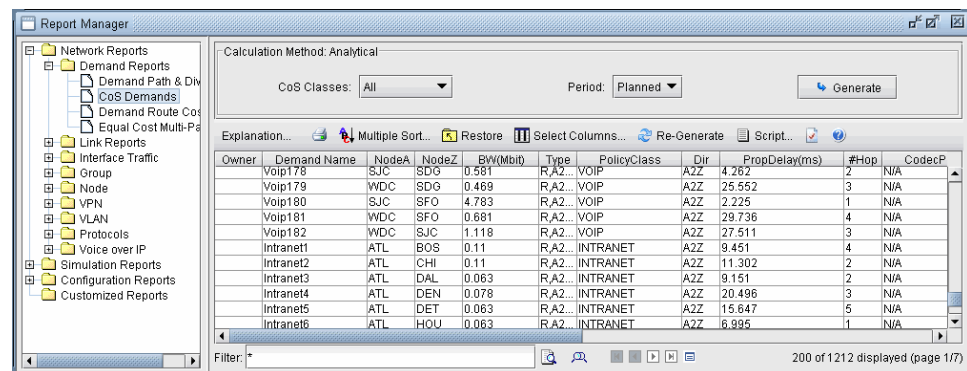 Report Manager
Network Reports
Demand Reports
Demand Path & Div
CoS Demands
Demand Route Cos
Equal Cost Multi-Pa
Link Reports
Interface Traffic
Group
Node
VPN
VLAN
Protocols
Voice over IP
Simulation Reports
Configuration Reports
Customized Reports
Calculation Method: Analytical
CoS Classes: All Period: Planned Generate
Explanation... Multiple Sort... Restore Select Columns... Re-Generate Script...
Owner Demand Name NodeA NodeZ BW(Mbit) Type PolicyClass Dir PropDelay(ms) #Hop CodecP
Voip178 SJC SDG 0.581 R,A2... VOIP A2Z 4.262 2 N/A
Voip179 WDC SDG 0.469 R,A2... VOIP A2Z 25.552 3 N/A
Voip180 SJC SFO 4.783 R,A2... VOIP A2Z 2.225 1 N/A
Voip181 WDC SFO 0.681 R,A2... VOIP A2Z 29.736 4 N/A
Voip182 WDC SJC 1.118 R,A2... VOIP A2Z 27.511 3 N/A
Intranet1 ATL BOS 0.11 R,A2... INTRANET A2Z 9.451 4 N/A
Intranet2 ATL CHI 0.11 R,A2... INTRANET A2Z 11.302 2 N/A
Intranet3 ATL DAL 0.063 R,A2... INTRANET A2Z 9.151 2 N/A
Intranet4 ATL DEN 0.078 R,A2... INTRANET A2Z 20.496 3 N/A
Intranet5 ATL DET 0.063 R,A2... INTRANET A2Z 15.647 5 N/A
Intranet6 ATL HOU 0.063 R,A2... INTRANET A2Z 6.995 1 N/A
Filter: * 200 of 1212 displayed (page 1/7)